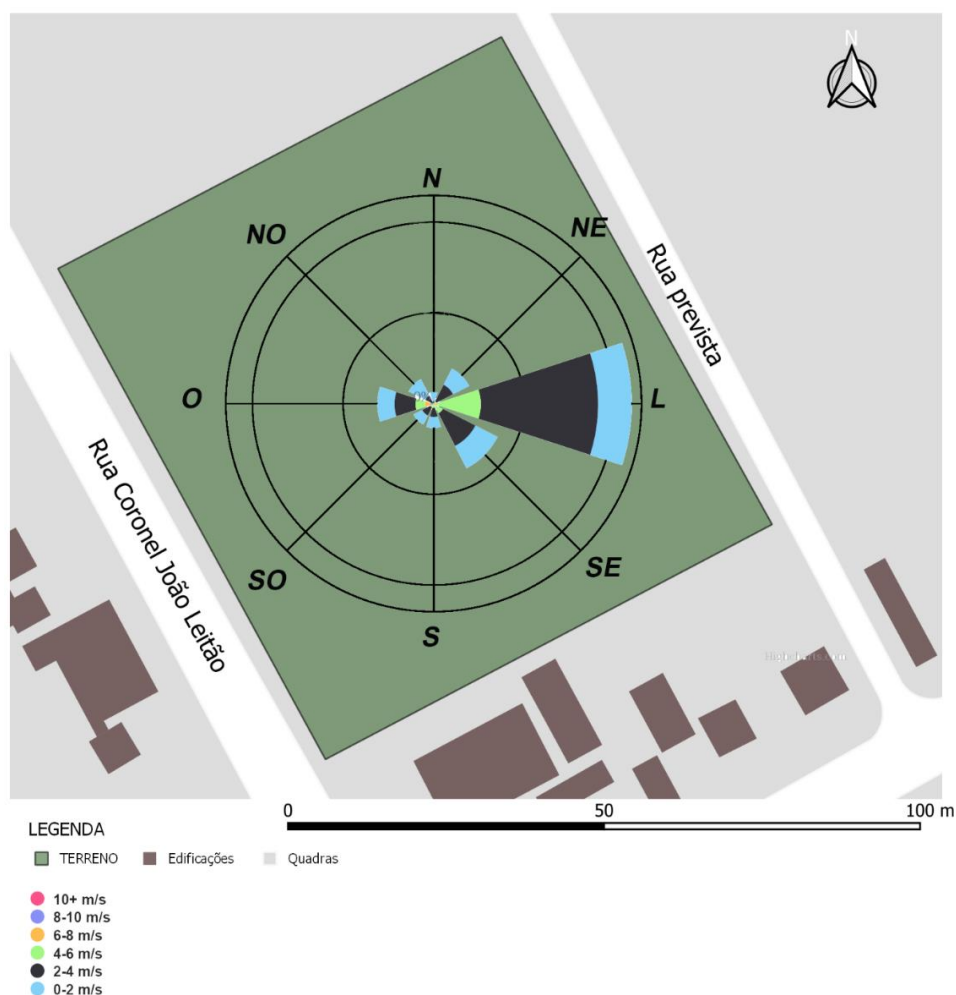 N
N
NO
NE
Rua prevista
O
L
Rua Coronel João Leitão
SO
SE
S
0 50 100 m
LEGENDA
TERRENO Edificações Quadras
10+ m/s
8-10 m/s
6-8 m/s
4-6 m/s
2-4 m/s
0-2 m/s